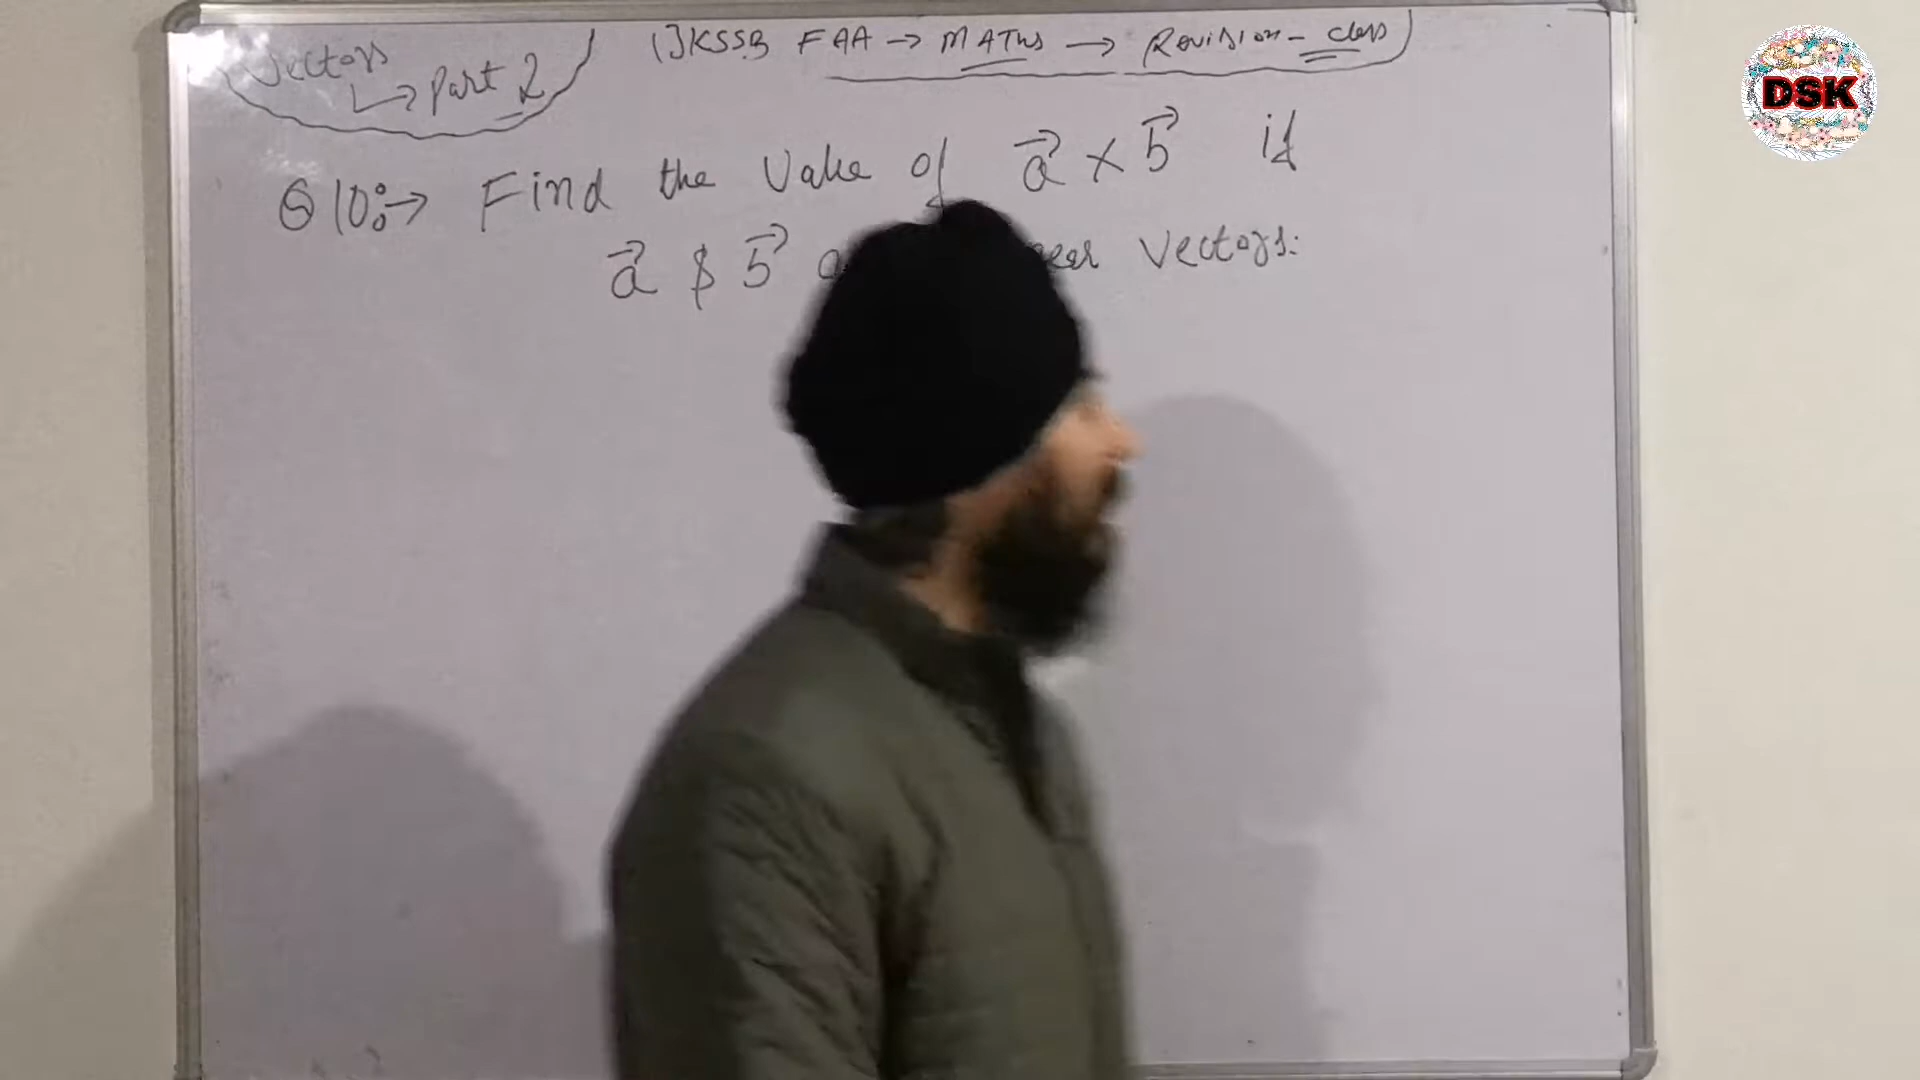 Vectors
↳ Part 2
(JKSSB FAA → MATHS → Revision - class)
Q10:→ Find the Value of a⃗ × b⃗ if
a⃗ & b⃗ Vectors.
DSK